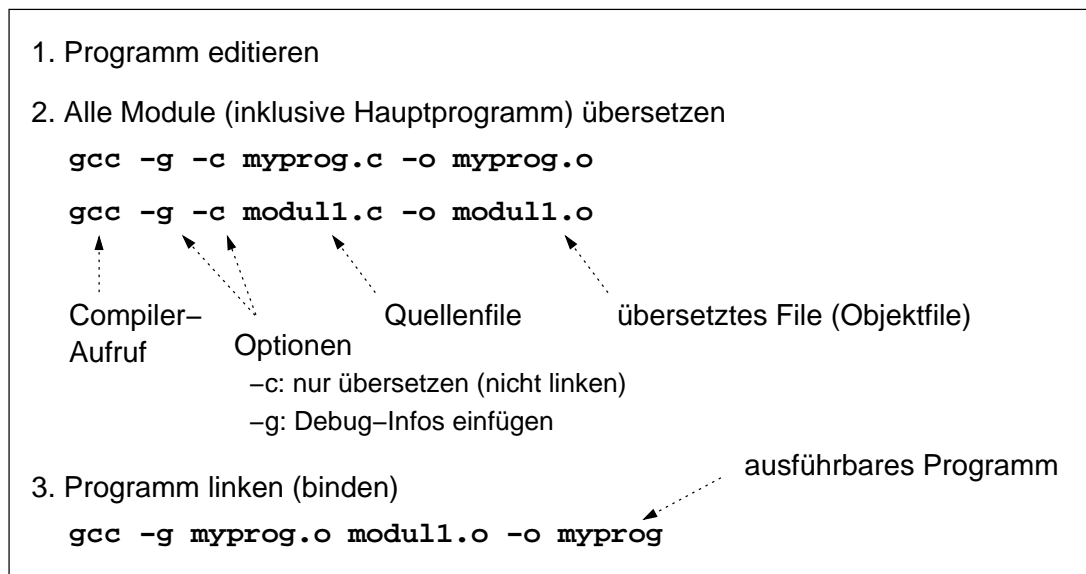 1. Programm editieren
2. Alle Module (inklusive Hauptprogramm) übersetzen
gcc −g −c myprog.c −o myprog.o
gcc −g −c modul1.c −o modul1.o
Compiler−
Aufruf
Optionen
−c: nur übersetzen (nicht linken)
−g: Debug−Infos einfügen
Quellenfile
übersetztes File (Objektfile)
3. Programm linken (binden)
ausführbares Programm
gcc −g myprog.o modul1.o −o myprog